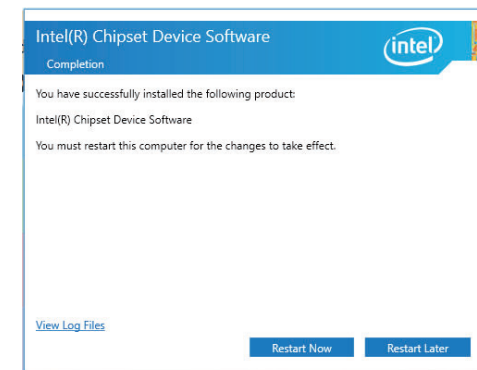 Intel(R) Chipset Device Software
intel
Completion
You have successfully installed the following product:
Intel(R) Chipset Device Software
You must restart this computer for the changes to take effect.
View Log Files
Restart Now
Restart Later